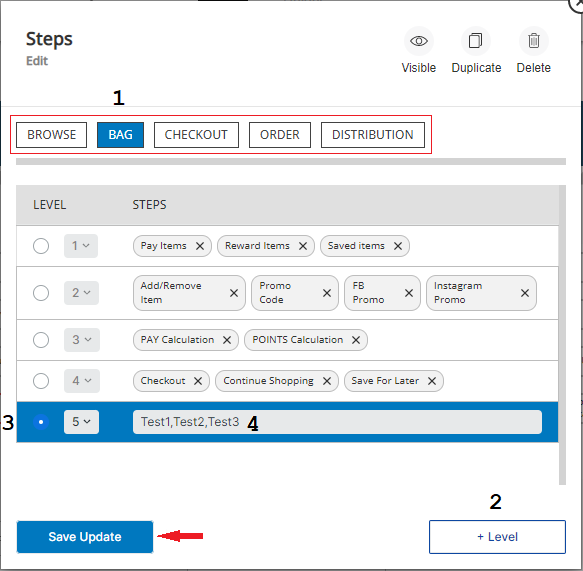 Steps
Edit
Visible Duplicate Delete
1
BROWSE BAG CHECKOUT ORDER DISTRIBUTION
LEVEL STEPS
1 Pay Items Reward Items Saved items
2 Add/Remove Item Promo Code FB Promo Instagram Promo
3 PAY Calculation POINTS Calculation
4 Checkout Continue Shopping Save For Later
3 5 Test1,Test2,Test3 4
2
Save Update + Level